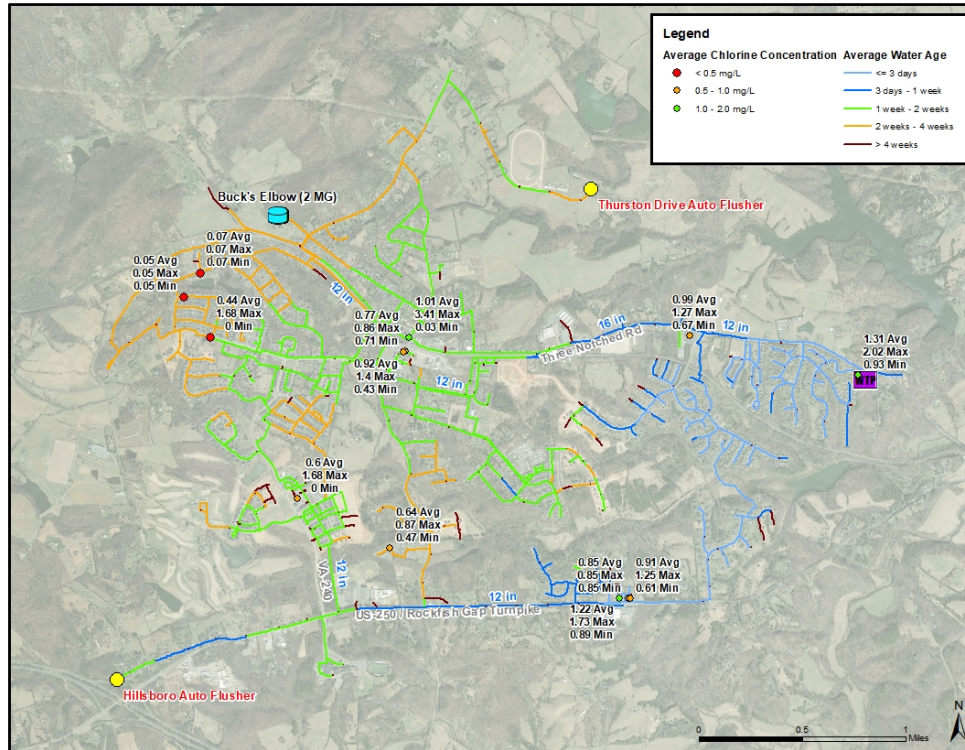 Legend
Average Chlorine Concentration
< 0.5 mg/L
0.5 - 1.0 mg/L
1.0 - 2.0 mg/L
Average Water Age
<= 3 days
3 days - 1 week
1 week - 2 weeks
2 weeks - 4 weeks
> 4 weeks
Buck's Elbow (2 MG)
Thurston Drive Auto Flusher
0.07 Avg
0.07 Max
0.07 Min
0.05 Avg
0.05 Max
0.05 Min
0.44 Avg
1.68 Max
0 Min
12 in
0.77 Avg
0.86 Max
0.71 Min
1.01 Avg
3.41 Max
0.03 Min
0.92 Avg
1.4 Max
0.43 Min
12 in
Three Notched Rd
16 in
0.99 Avg
1.27 Max
0.67 Min
12 in
1.31 Avg
2.02 Max
0.93 Min
WTP
0.6 Avg
1.68 Max
0 Min
0.64 Avg
0.87 Max
0.47 Min
VA 240
12 in
12 in
US-250 / Rockfish Gap Turnpike
0.85 Avg
0.85 Max
0.85 Min
0.91 Avg
1.25 Max
0.61 Min
1.22 Avg
1.73 Max
0.89 Min
Hillsboro Auto Flusher
N
0 0.5 1
Miles